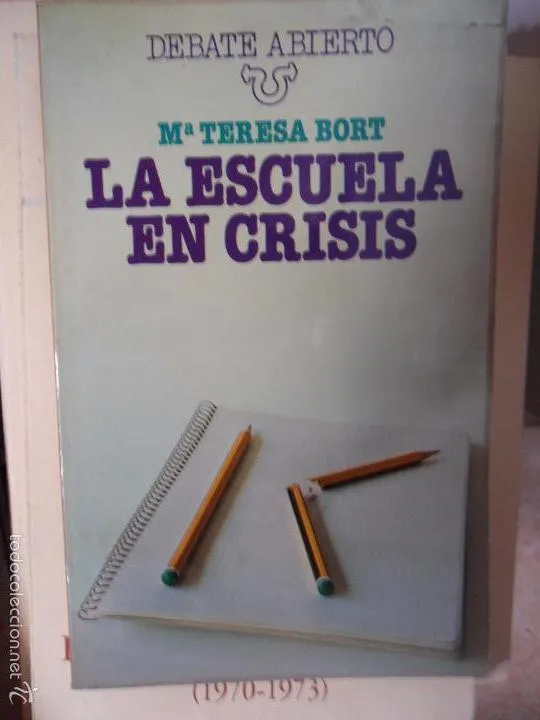 DEBATE ABIERTO
Mª TERESA BORT
LA ESCUELA
EN CRISIS
(1970-1973)
todocoleccion.net